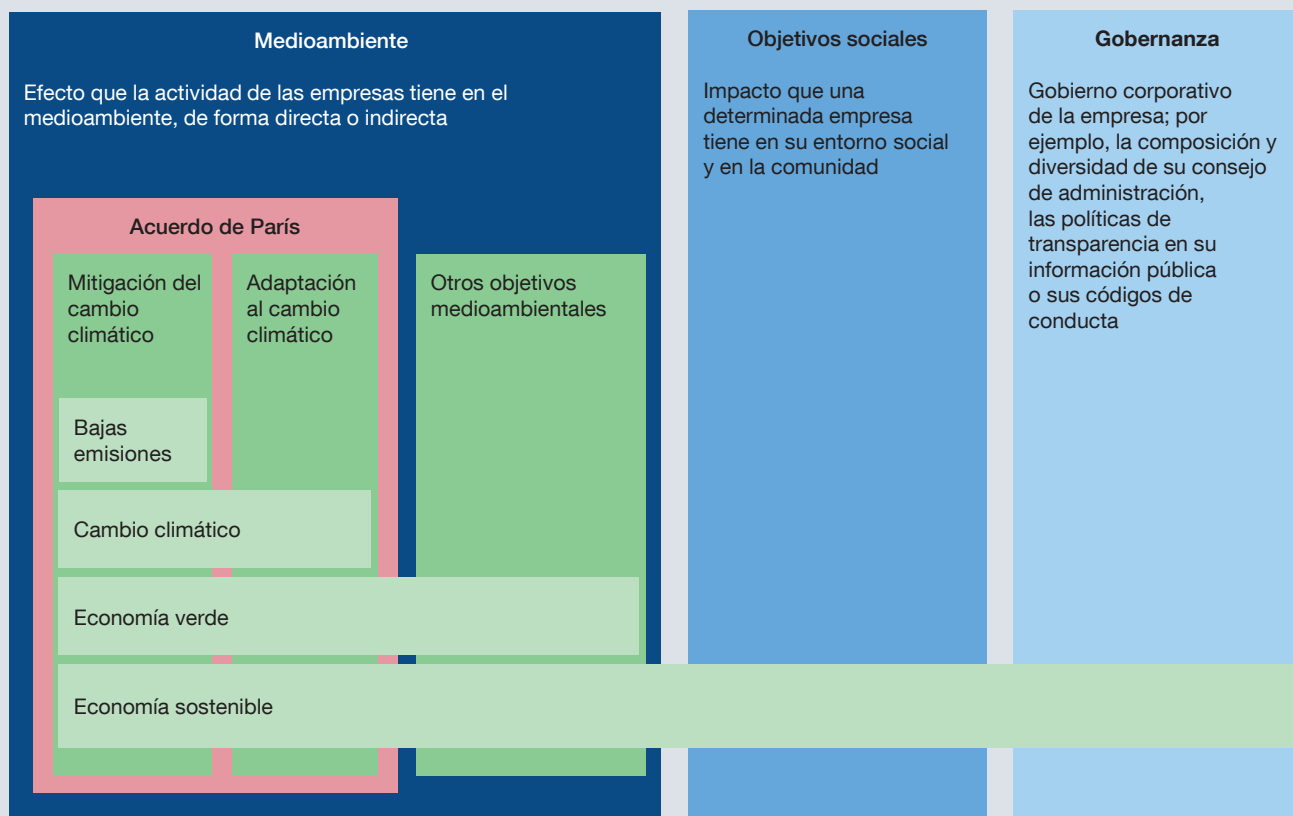 Medioambiente
Efecto que la actividad de las empresas tiene en el
medioambiente, de forma directa o indirecta
Acuerdo de París
Mitigación del
cambio
climático
Adaptación
al cambio
climático
Otros objetivos
medioambientales
Bajas
emisiones
Cambio climático
Economía verde
Economía sostenible
Objetivos sociales
Impacto que una
determinada empresa
tiene en su entorno social
y en la comunidad
Gobernanza
Gobierno corporativo
de la empresa; por
ejemplo, la composición y
diversidad de su consejo
de administración,
las políticas de
transparencia en su
información pública
o sus códigos de
conducta